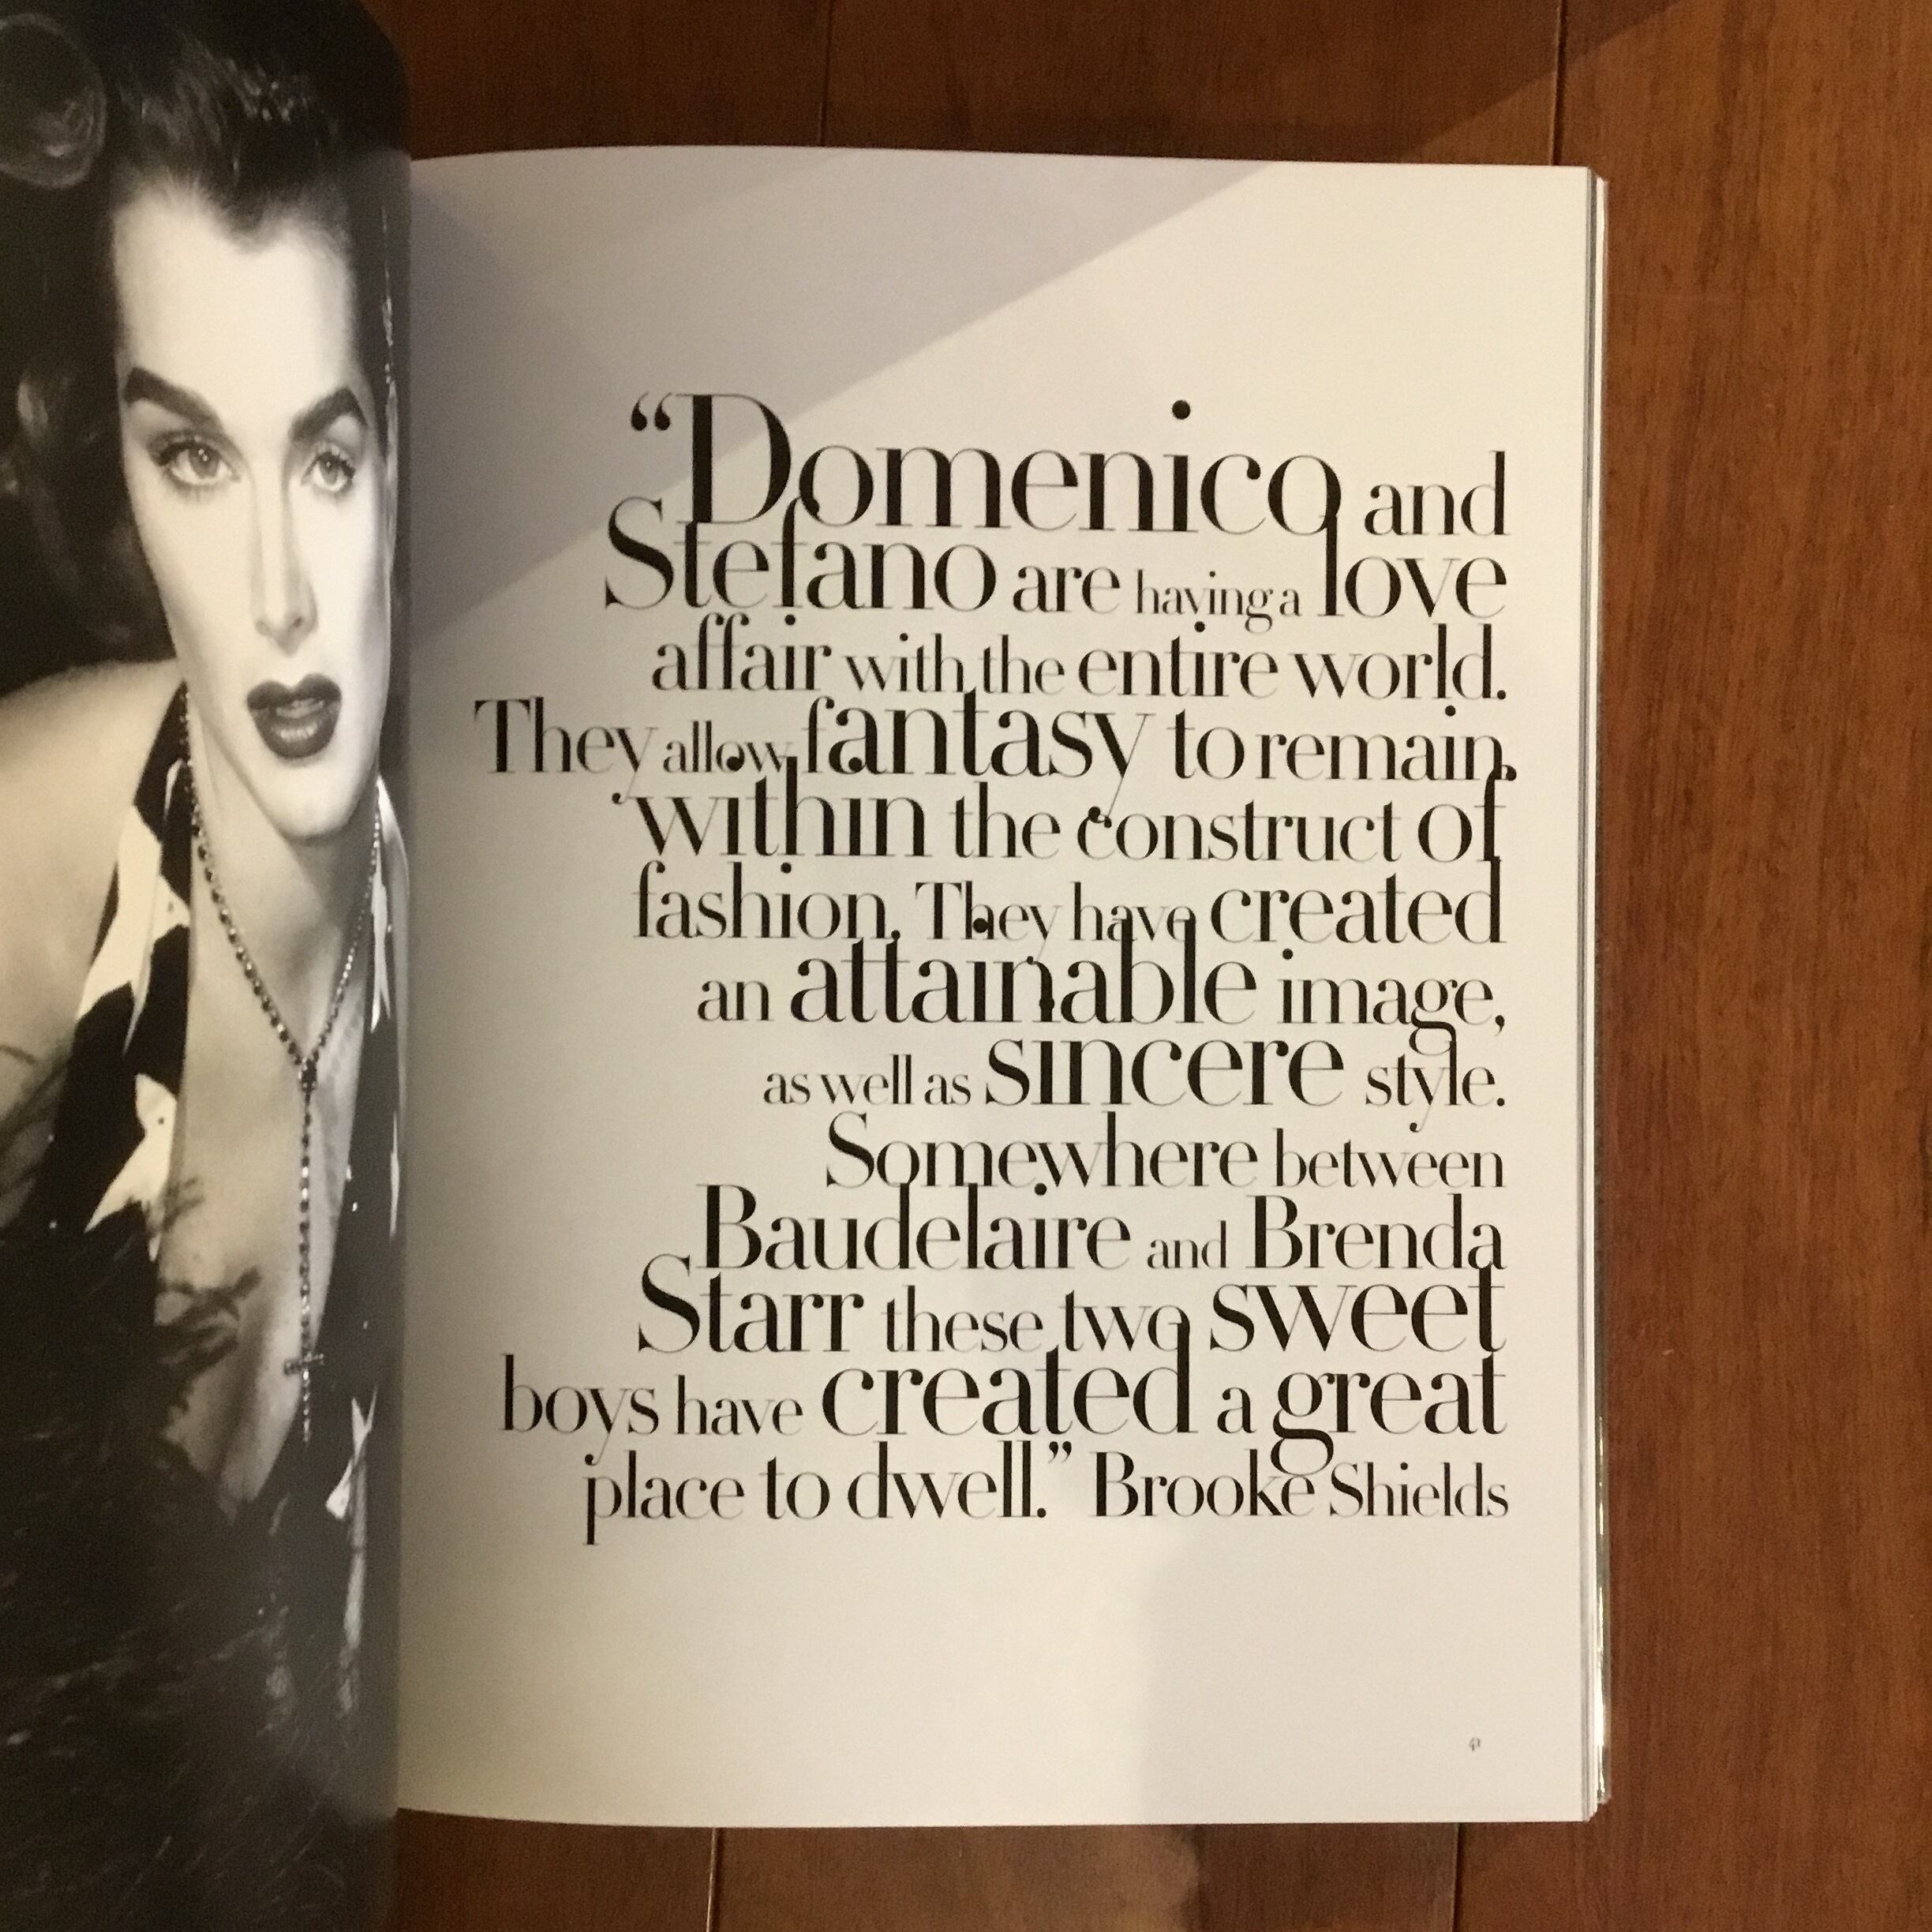 “Domenico and
Stefano are having a love
affair with the entire world.
They allow fantasy to remain
within the construct of
fashion. They have created
an attainable image,
as well as sincere style.
Somewhere between
Baudelaire and Brenda
Starr these two sweet
boys have created a great
place to dwell.” Brooke Shields